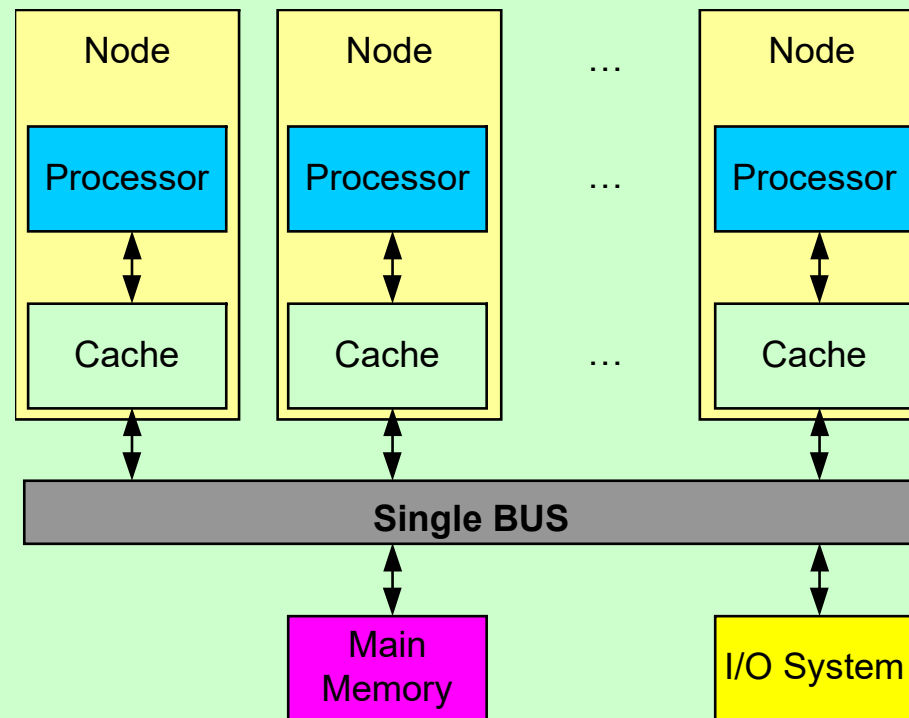 Node
Node
…
Node
Processor
Processor
…
Processor
Cache
Cache
…
Cache
Single BUS
Main
Memory
I/O System